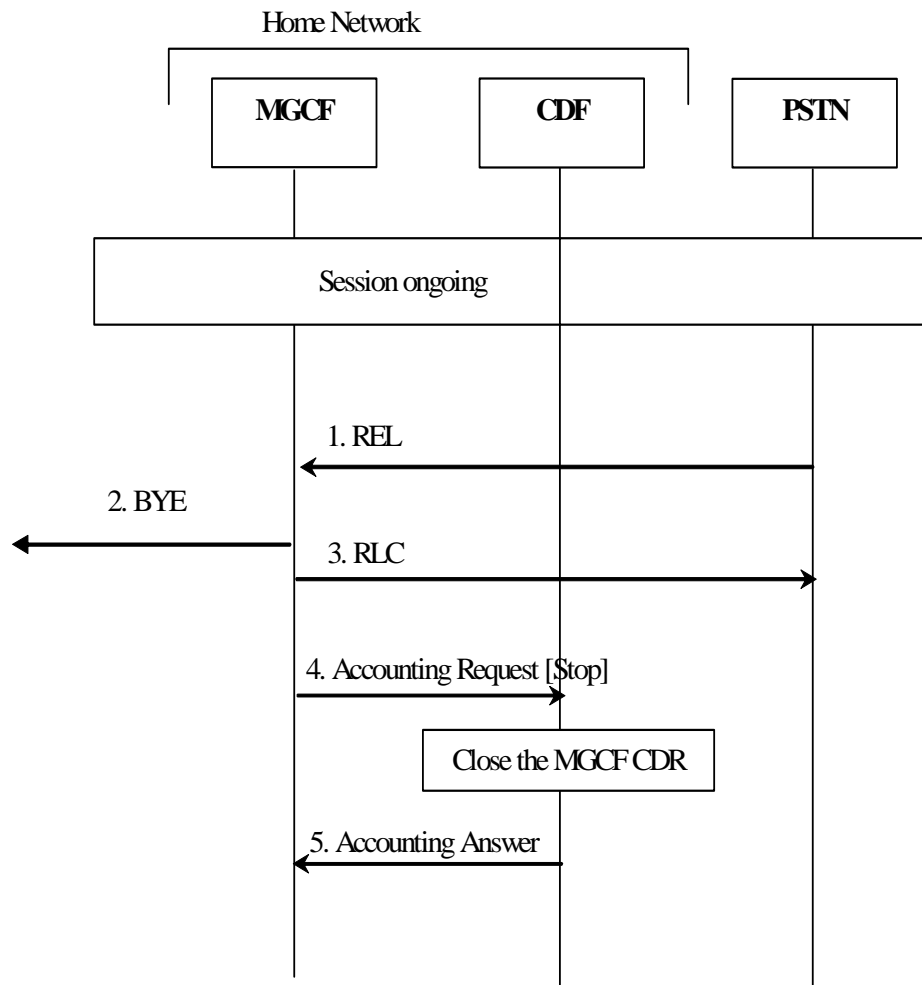 Home Network
MGCF
CDF
PSTN
Session ongoing
1. REL
2. BYE
3. RLC
4. Accounting Request [Stop]
Close the MGCF CDR
5. Accounting Answer